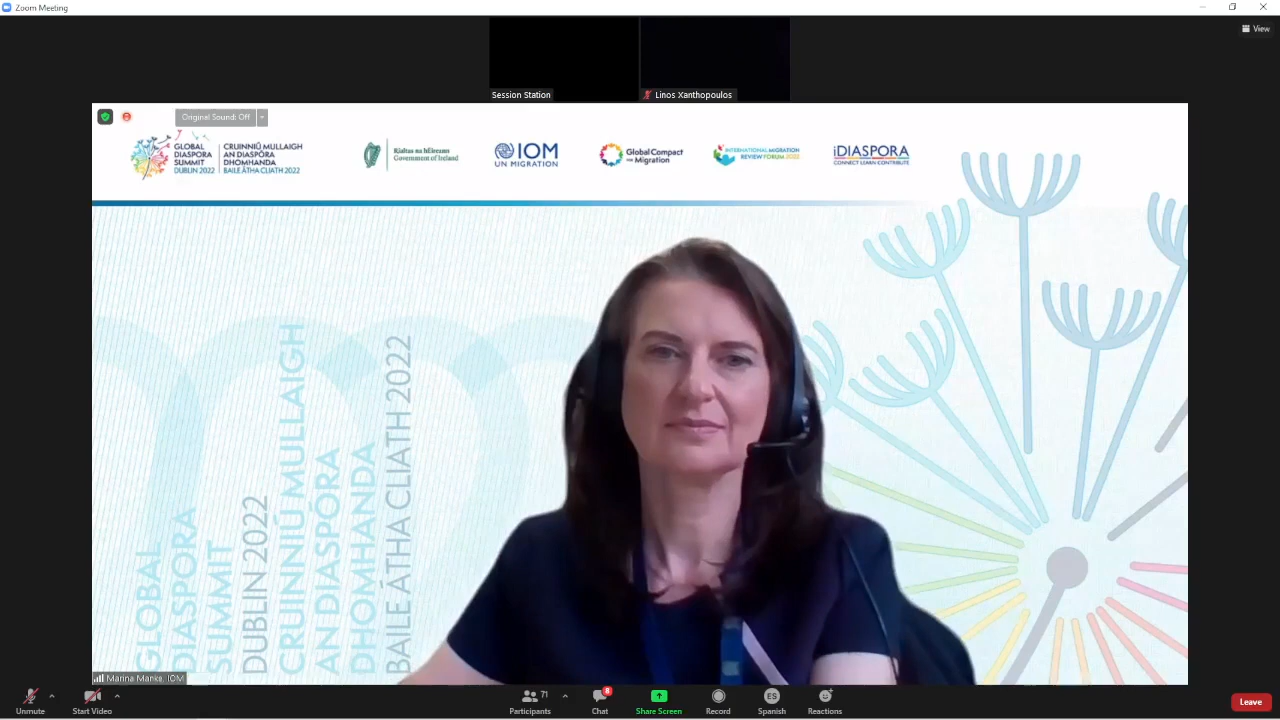 Zoom Meeting
View
Session Station
Linos Xanthopoulos
Original Sound: Off
GLOBAL
DIASPORA
SUMMIT
DUBLIN 2022
CRUINNIÚ MULLAIGH
AN DIASPÓRA
DHOMHANDA
BAILE ÁTHA CLIATH 2022
Rialtas na hÉireann
Government of Ireland
IOM
UN MIGRATION
Global Compact
for Migration
INTERNATIONAL MIGRATION
REVIEW FORUM 2022
iDIASPORA
CONNECT LEARN CONTRIBUTE
GLOBAL
DIASPORA
SUMMIT
DUBLIN 2022
CRUINNIÚ MULLAIGH
AN DIASPÓRA
DHOMHANDA
BAILE ÁTHA CLIATH 2022
Marina Manke, IOM
Unmute
Start Video
71
Participants
8
Chat
Share Screen
Record
ES
Spanish
Reactions
Leave